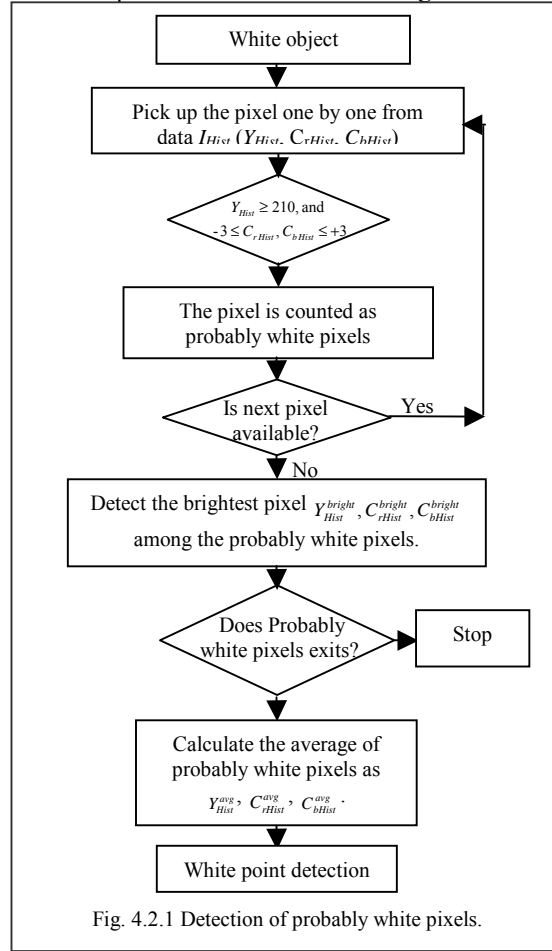 White object
Pick up the pixel one by one from
data I_Hist (Y_Hist, C_rHist, C_bHist)
Y_Hist ≥ 210, and
-3 ≤ C_rHist, C_bHist ≤ +3
The pixel is counted as
probably white pixels
Is next pixel
available?
Yes
No
Detect the brightest pixel Y_Hist^bright, C_rHist^bright, C_bHist^bright
among the probably white pixels.
Does Probably
white pixels exits?
Stop
Calculate the average of
probably white pixels as
Y_Hist^avg, C_rHist^avg, C_bHist^avg.
White point detection
Fig. 4.2.1 Detection of probably white pixels.